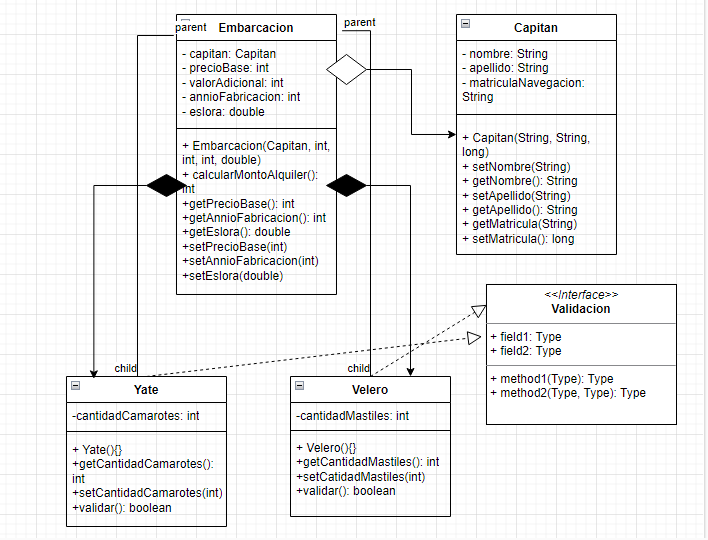 parent
Embarcacion
- capitan: Capitan
- precioBase: int
- valorAdicional: int
- annioFabricacion: int
- eslora: double
+ Embarcacion(Capitan, int,
int, int, double)
+ calcularMontoAlquiler():
int
+getPrecioBase(): int
+getAnnioFabricacion(): int
+getEslora(): double
+setPrecioBase(int)
+setAnnioFabricacion(int)
+setEslora(double)
parent
Capitan
- nombre: String
- apellido: String
- matriculaNavegacion:
String
+ Capitan(String, String,
long)
+ setNombre(String)
+ getNombre(): String
+ setApellido(String)
+ getApellido(): String
+ getMatricula(String)
+ setMatricula(): long
<<Interface>>
Validacion
+ field1: Type
+ field2: Type
+ method1(Type): Type
+ method2(Type, Type): Type
child
Yate
-cantidadCamarotes: int
+ Yate(){}
+getCantidadCamarotes():
int
+setCantidadCamarotes(int)
+validar(): boolean
child
Velero
-cantidadMastiles: int
+ Velero(){}
+getCantidadMastiles(): int
+setCatidadMastiles(int)
+validar(): boolean